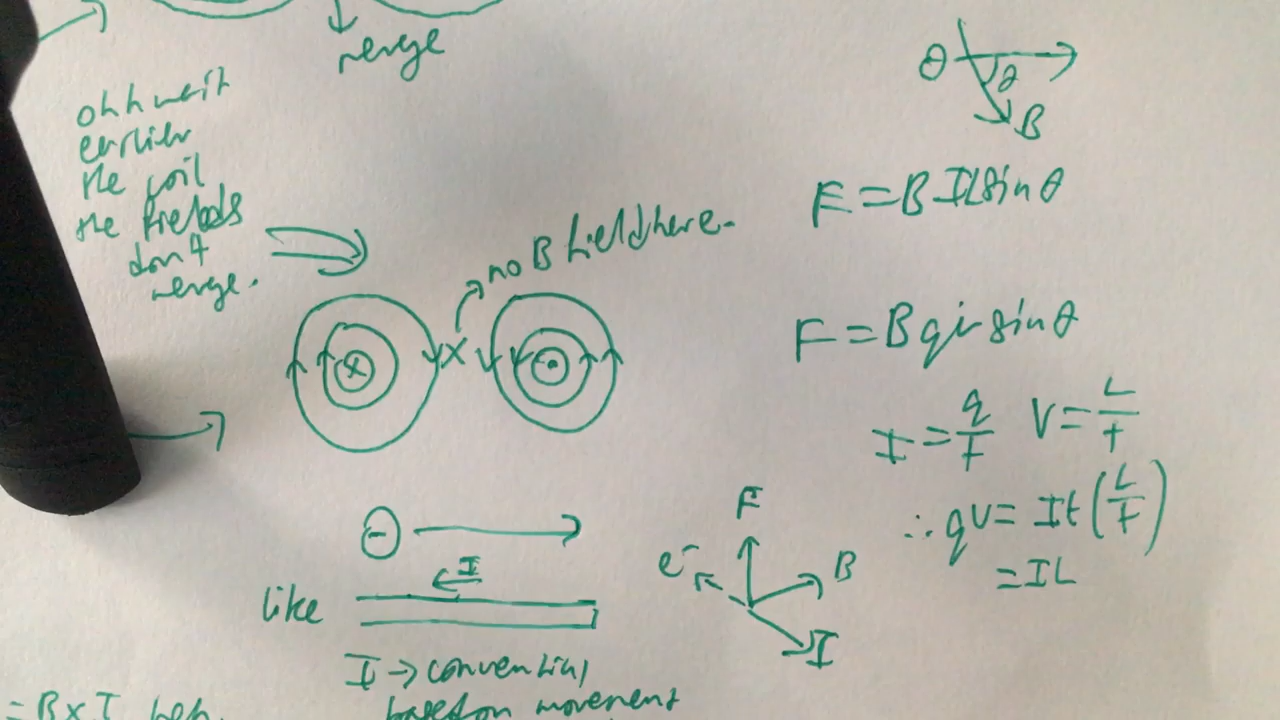 merge
ohh wait
earlier
the coil
the fields
don't
merge.
no B field here.
X
⊖
I
like
I → conventinl
based on movement
= B x I
θ
B
F = BIL sin θ
F = Bqv sin θ
I = q/t V = L/t
∴ qv = It (L/t)
= IL
F
e⁻
B
I